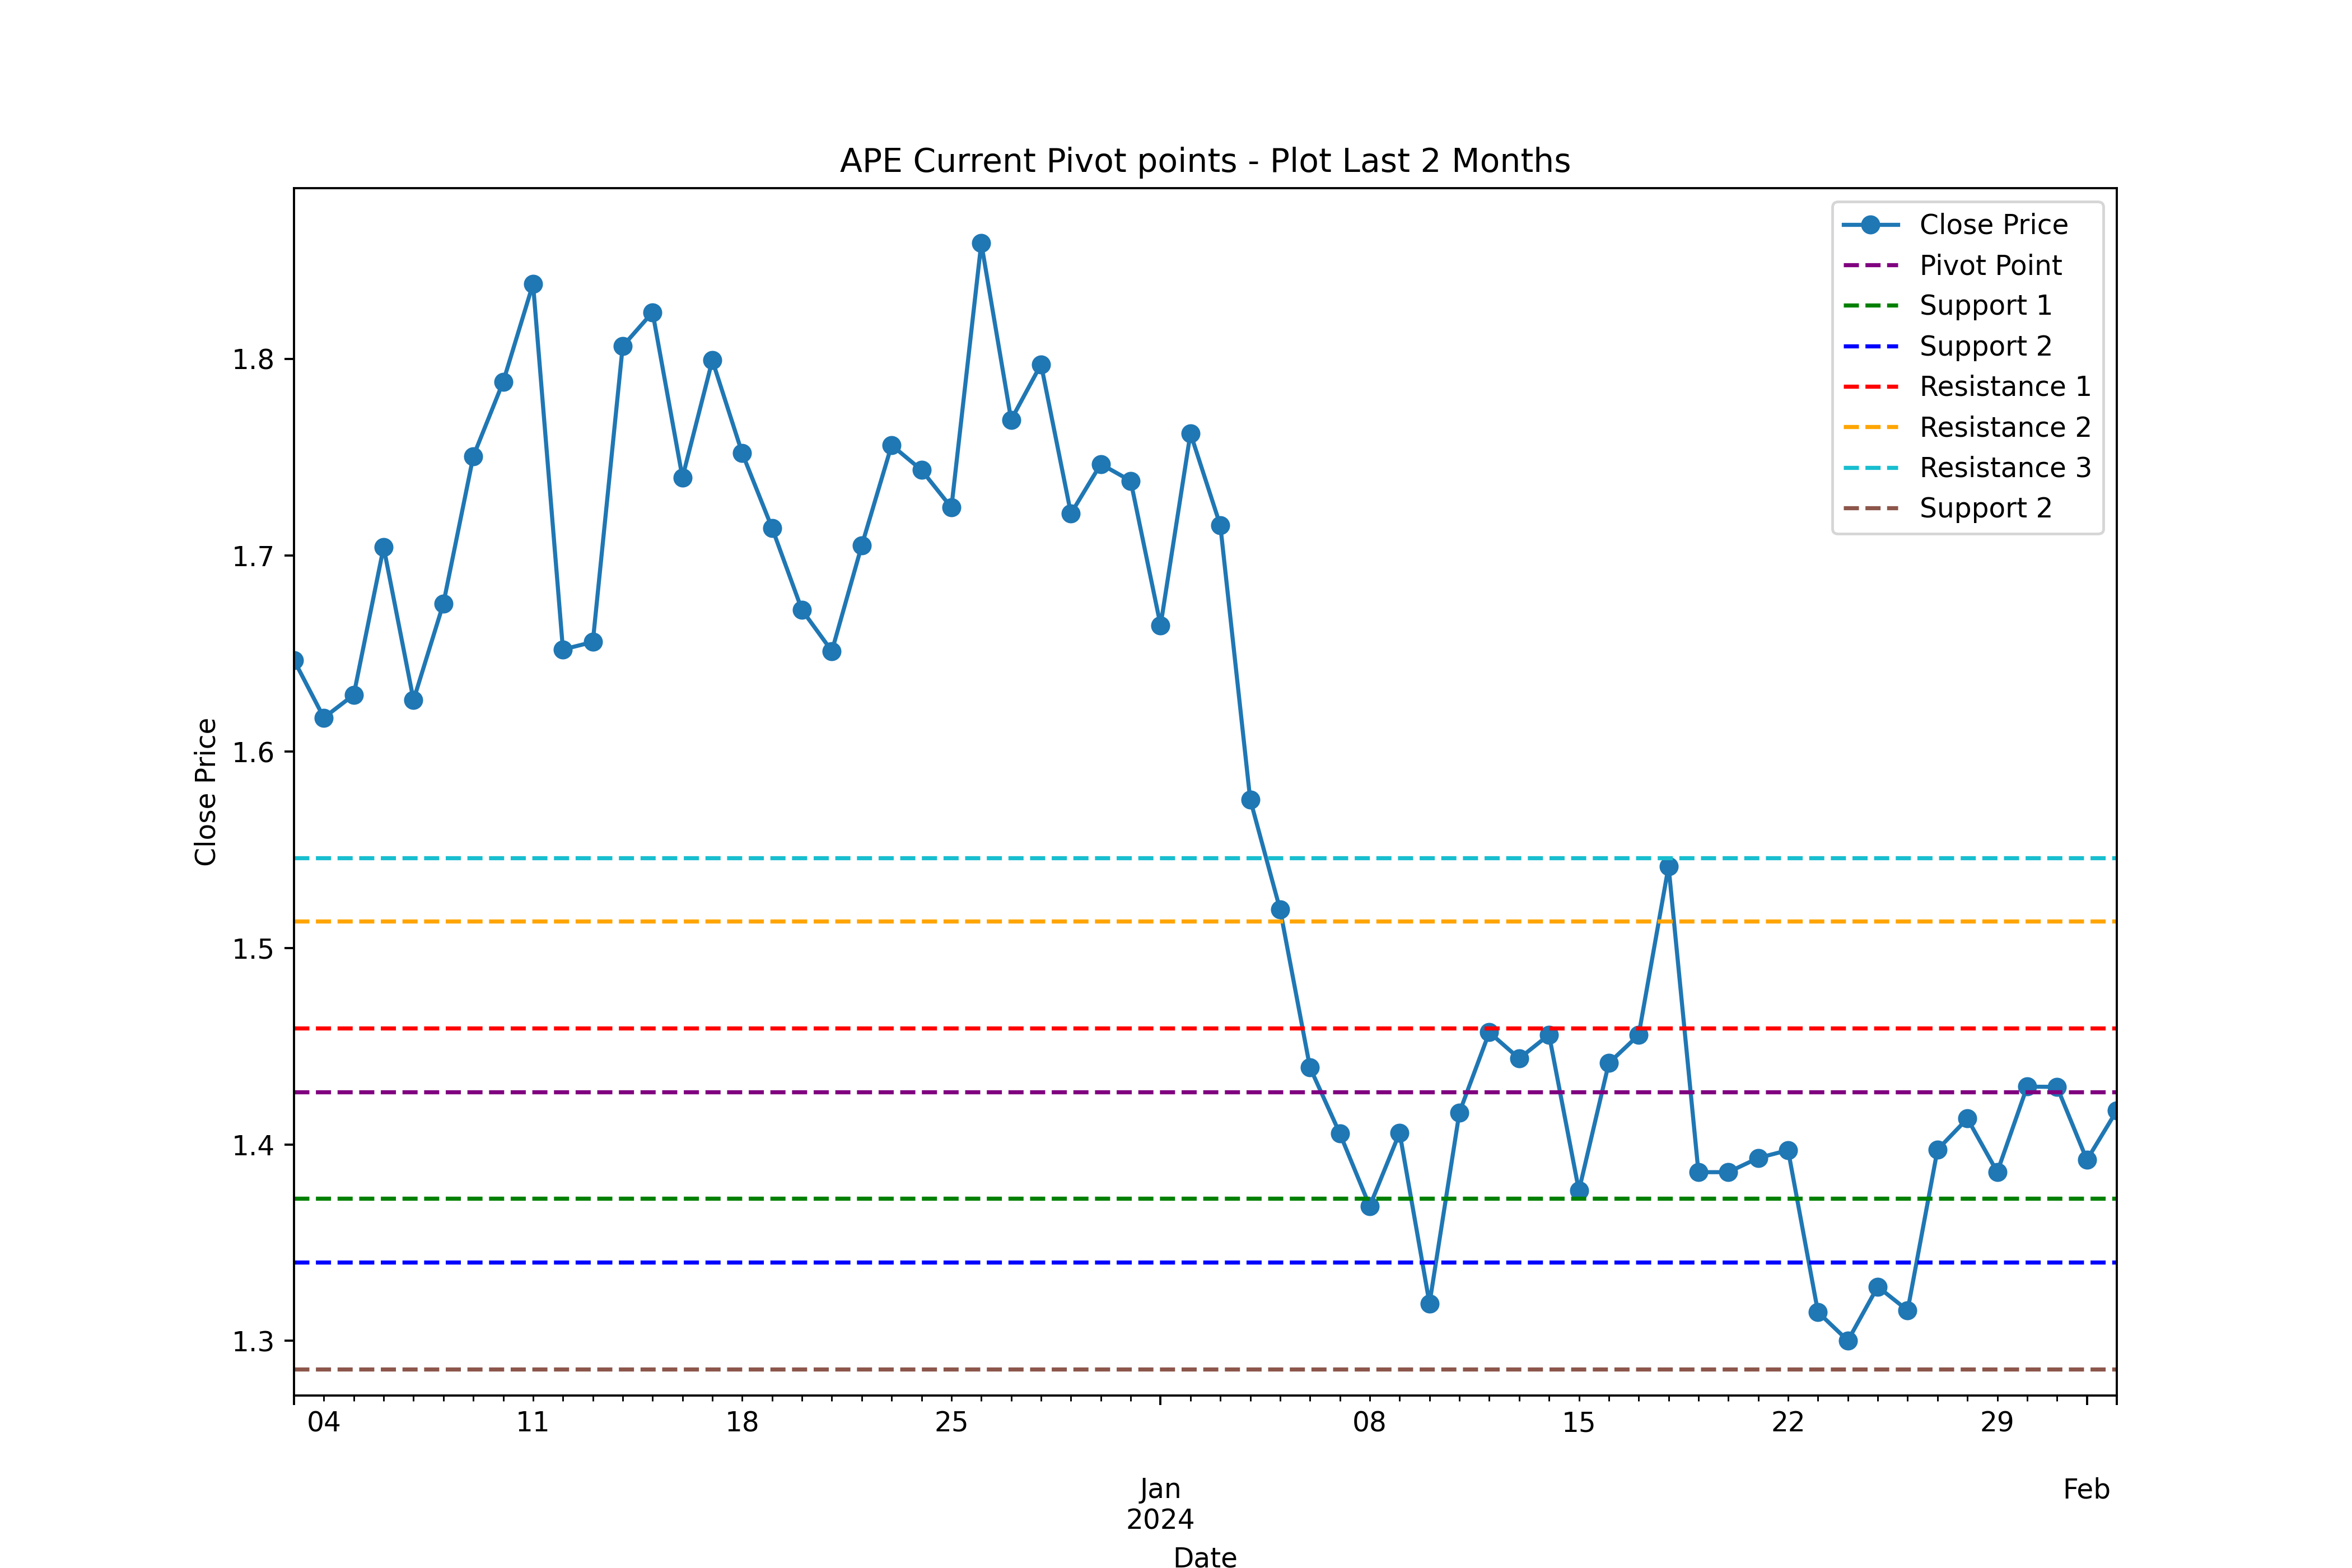 APE Current Pivot points - Plot Last 2 Months
Close Price
Pivot Point
Support 1
Support 2
Resistance 1
Resistance 2
Resistance 3
Support 2
Close Price
1.8
1.7
1.6
1.5
1.4
1.3
04 11 18 25 08 15 22 29
Jan Feb
2024
Date